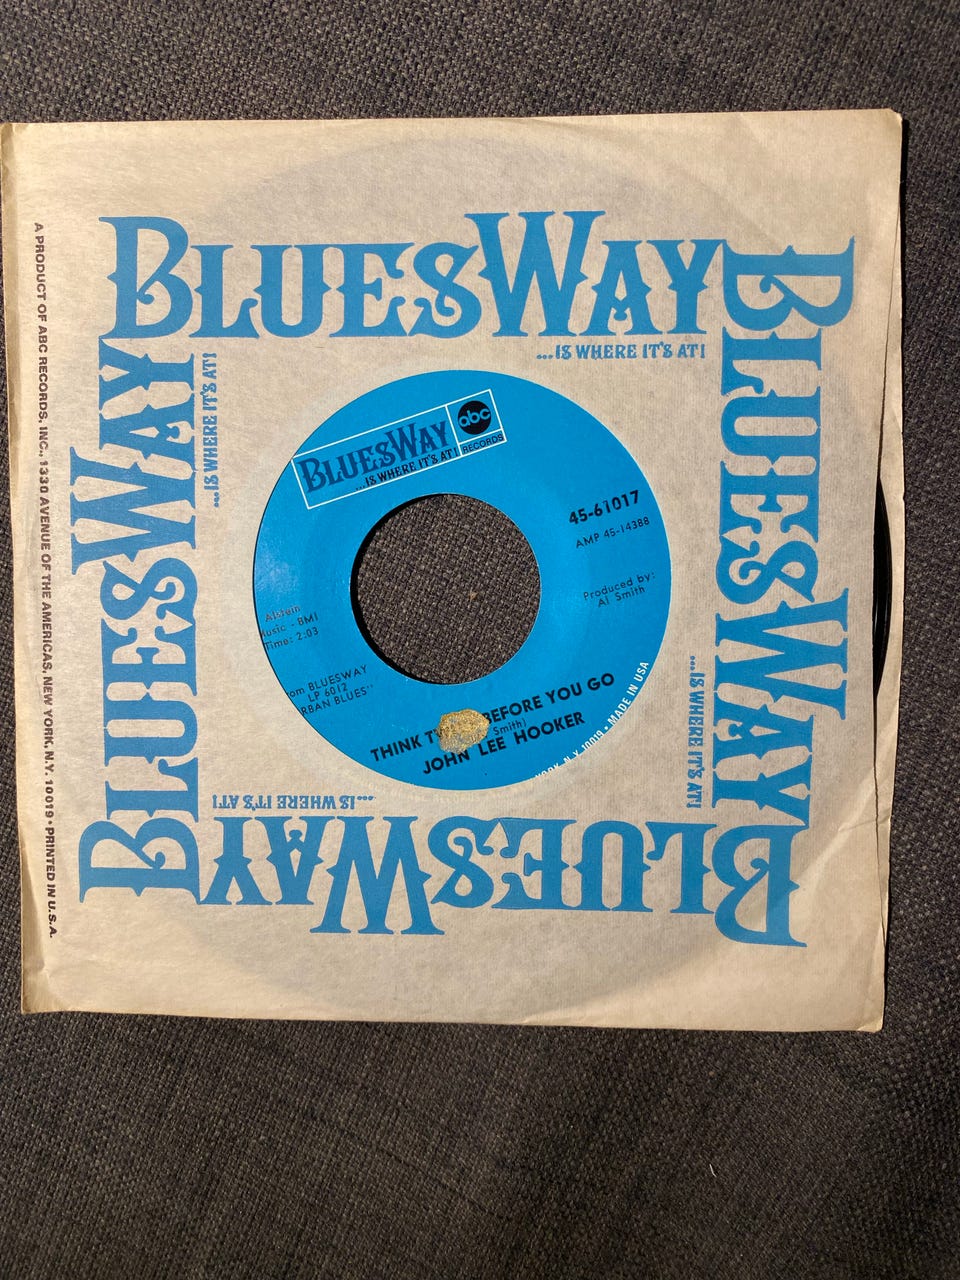 A PRODUCT OF ABC RECORDS, INC., 1330 AVENUE OF THE AMERICAS, NEW YORK, N.Y. 10019 • PRINTED IN U.S.A.
BLUESWAY
...IS WHERE IT'S AT!
BLUESWAY
...IS WHERE IT'S AT!
BLUESWAY
...IS WHERE IT'S AT!
BLUESWAY
...IS WHERE IT'S AT!
BLUESWAY
...IS WHERE IT'S AT!
abc
RECORDS
45-61017
AMP 45-14388
Produced by:
Al Smith
Music - BMI
Time: 2:03
BLUESWAY
LP 6012
BLUES"
THINK BEFORE YOU GO
Smith)
JOHN LEE HOOKER
N.Y. 10019 • MADE IN USA